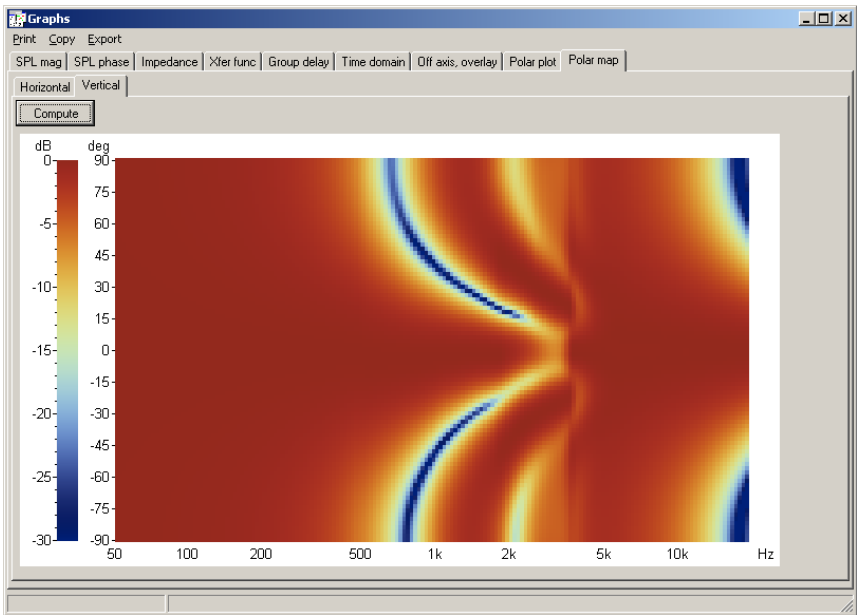 Graphs
Print Copy Export
SPL mag SPL phase Impedance Xfer func Group delay Time domain Off axis, overlay Polar plot Polar map
Horizontal Vertical
Compute
dB deg
0 90
75
-5 60
45
-10 30
15
-15 0
-15
-20 -30
-45
-25 -60
-75
-30 -90
50 100 200 500 1k 2k 5k 10k Hz